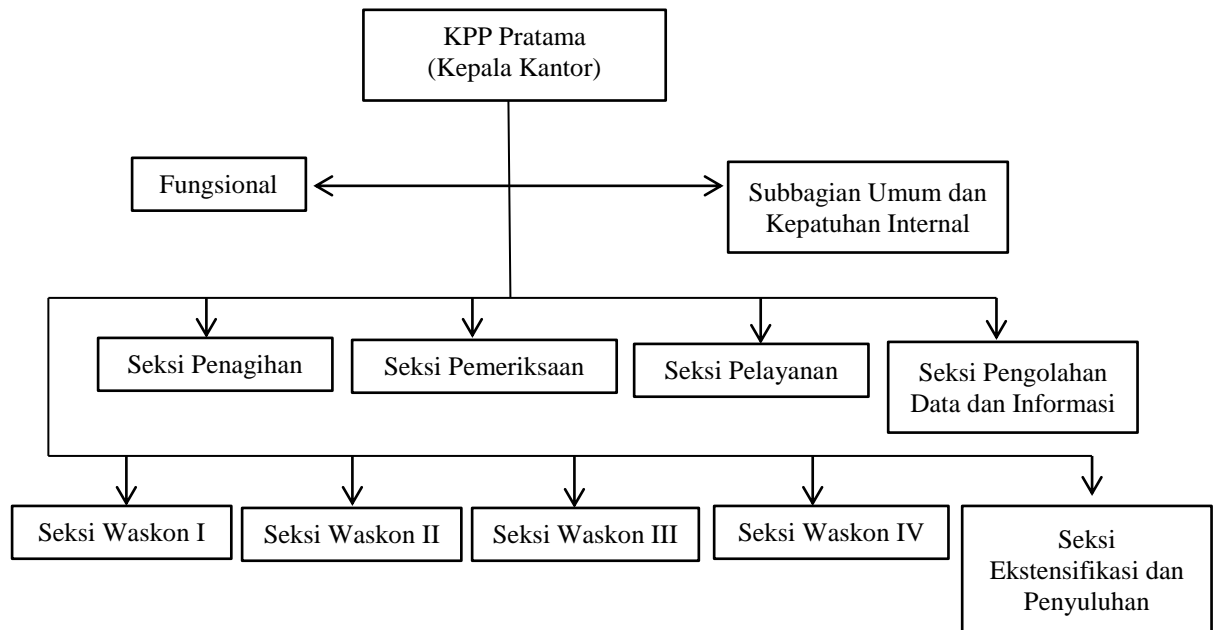 KPP Pratama
(Kepala Kantor)
Fungsional
Subbagian Umum dan
Kepatuhan Internal
Seksi Penagihan
Seksi Pemeriksaan
Seksi Pelayanan
Seksi Pengolahan
Data dan Informasi
Seksi Waskon I
Seksi Waskon II
Seksi Waskon III
Seksi Waskon IV
Seksi
Ekstensifikasi dan
Penyuluhan